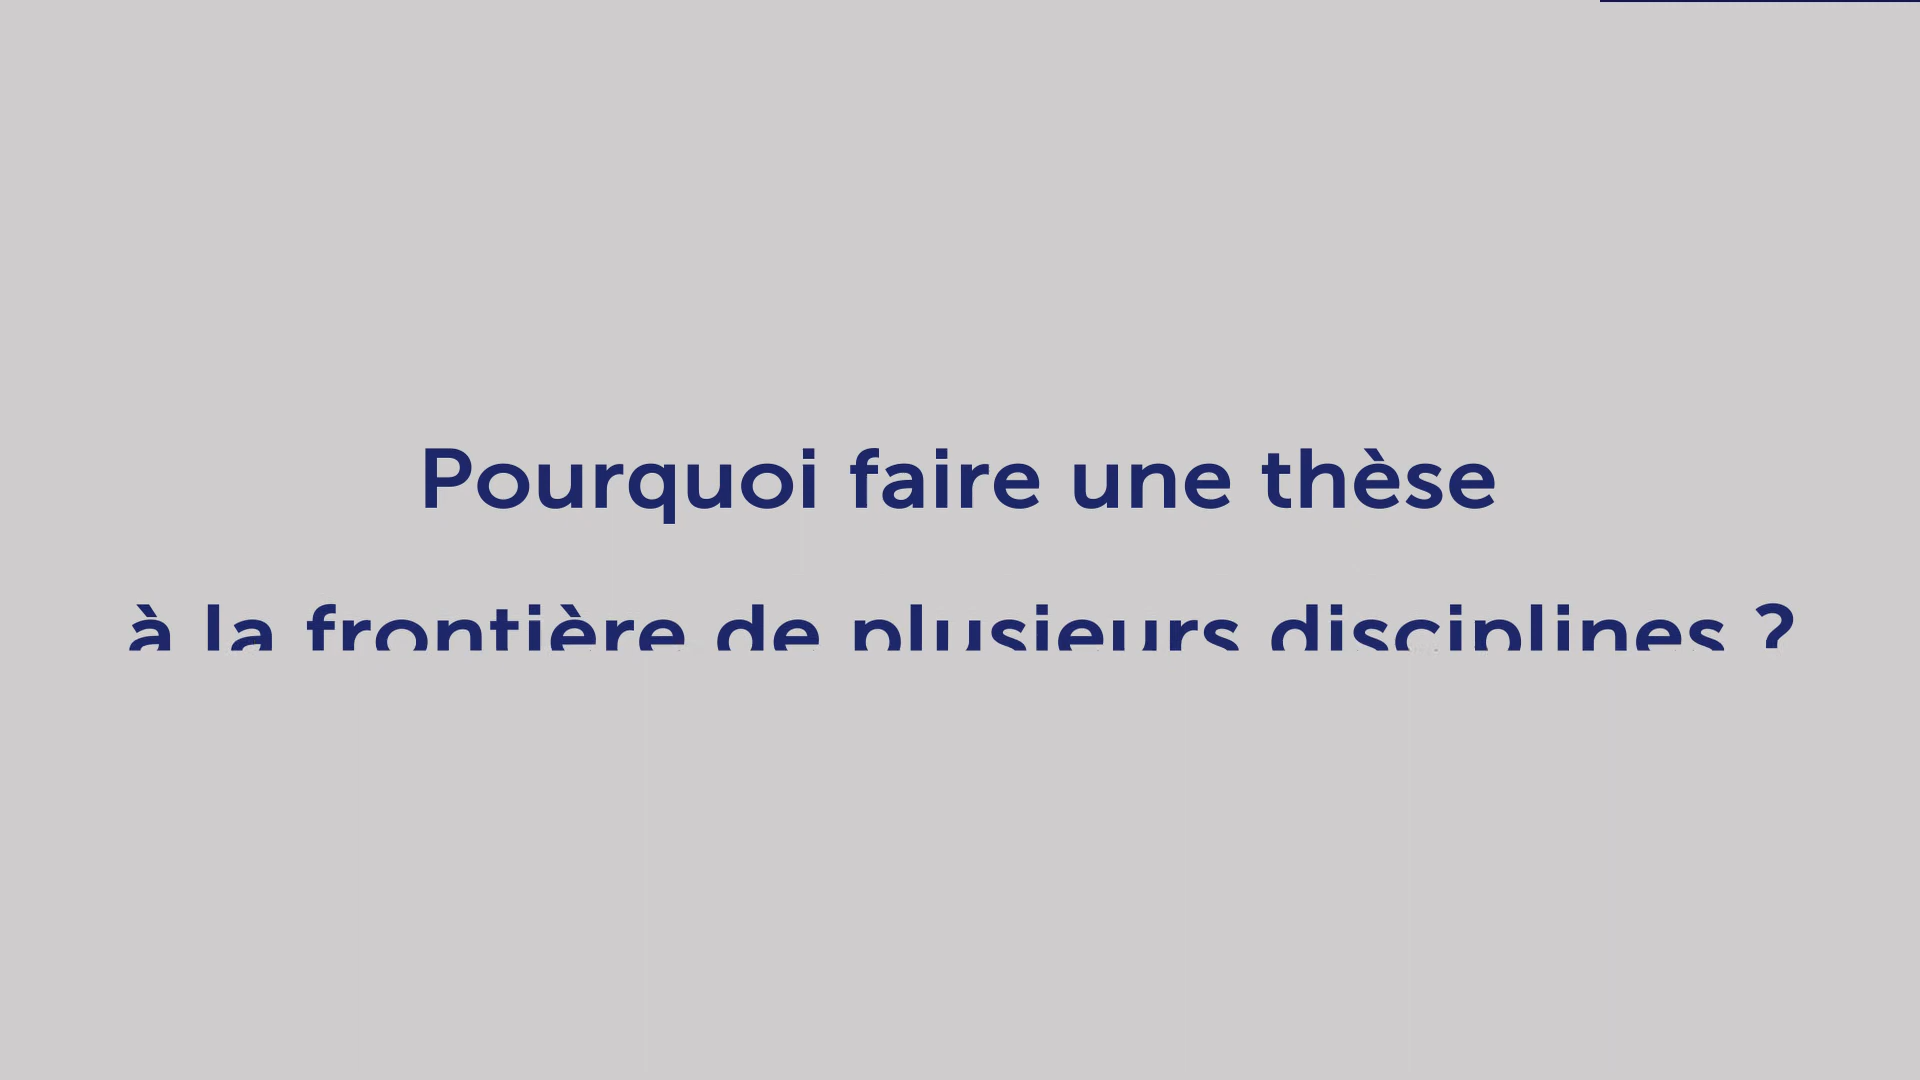 Pourquoi faire une thèse
à la frontière de plusieurs disciplines ?